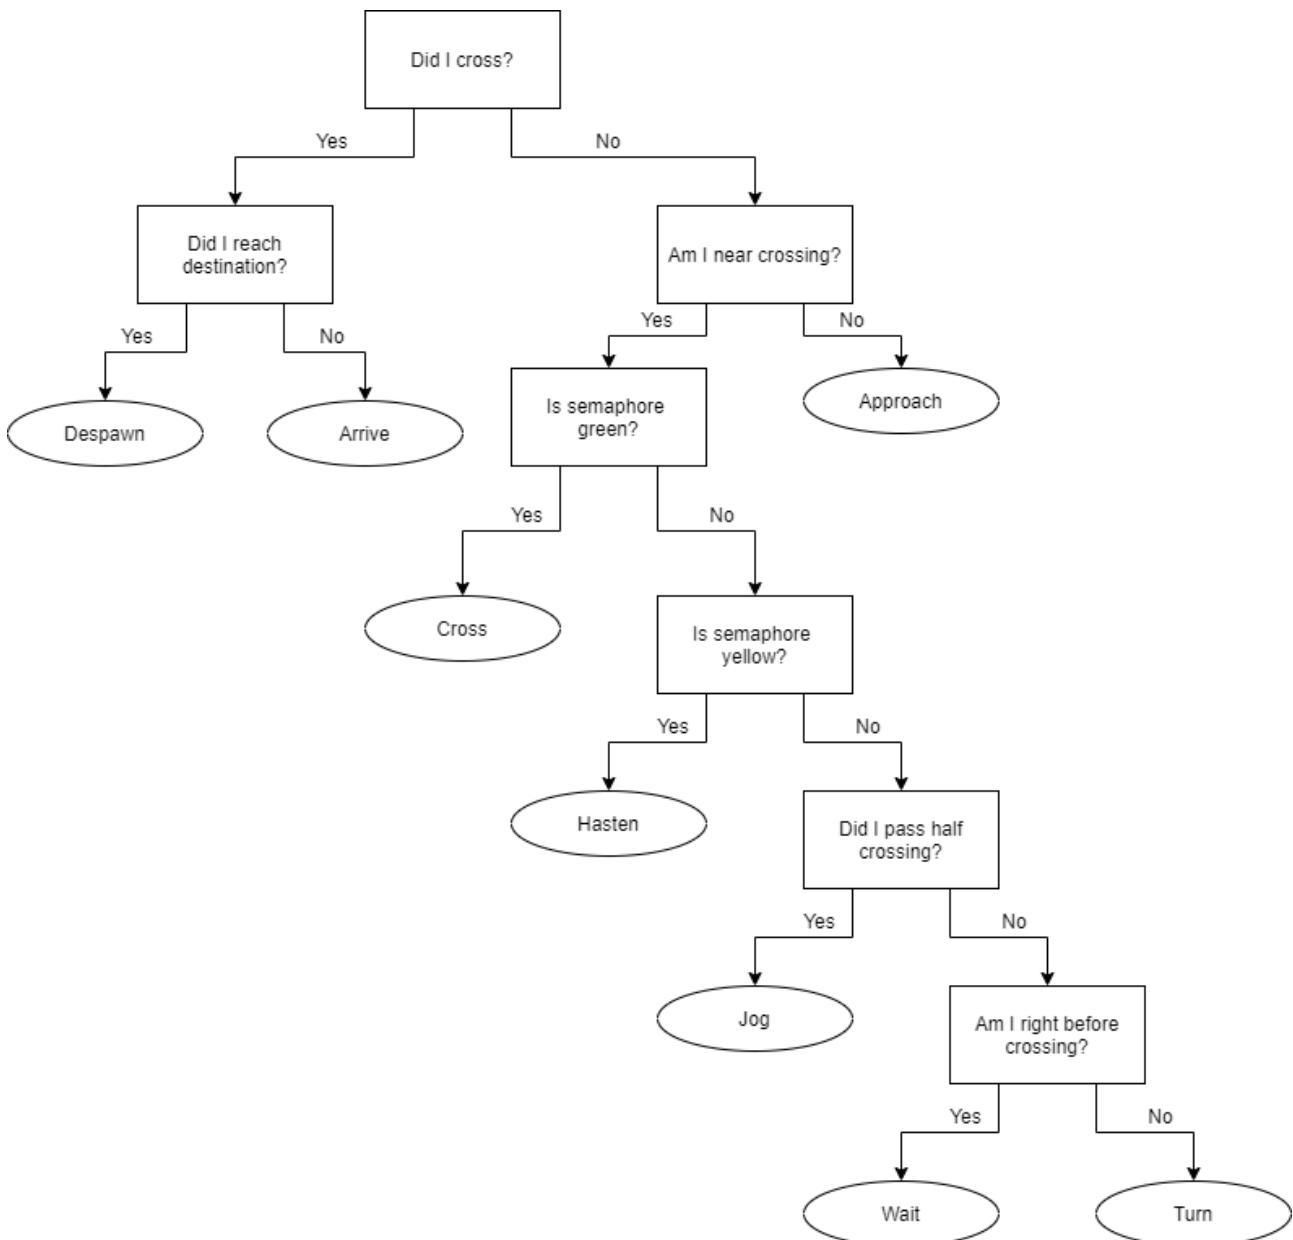 Did I cross?
Yes
No
Did I reach
destination?
Am I near crossing?
Yes
No
Yes
No
Despawn
Arrive
Is semaphore
green?
Approach
Yes
No
Cross
Is semaphore
yellow?
Yes
No
Hasten
Did I pass half
crossing?
Yes
No
Jog
Am I right before
crossing?
Yes
No
Wait
Turn